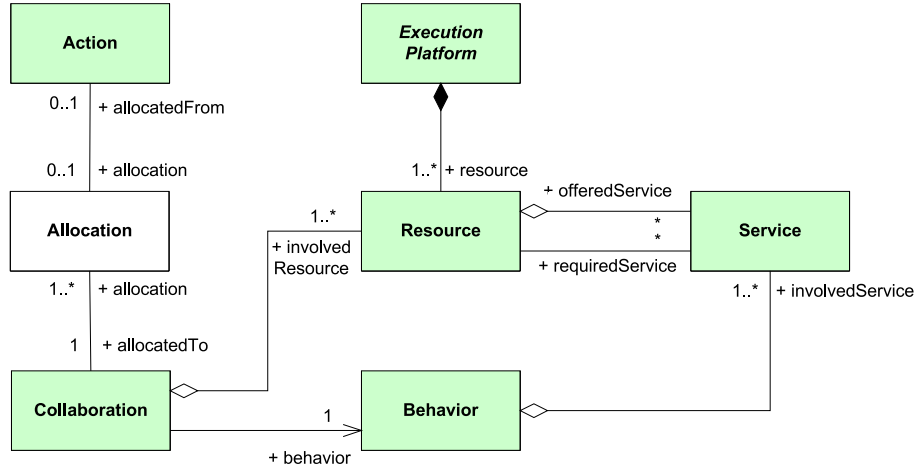 Action
Execution
Platform
0..1
+ allocatedFrom
0..1
+ allocation
1..*
+ resource
+ offeredService
Allocation
1..*
+ involved
Resource
Resource
*
*
Service
+ requiredService
1..*
+ allocation
1..*
+ involvedService
1
+ allocatedTo
Collaboration
1
+ behavior
Behavior